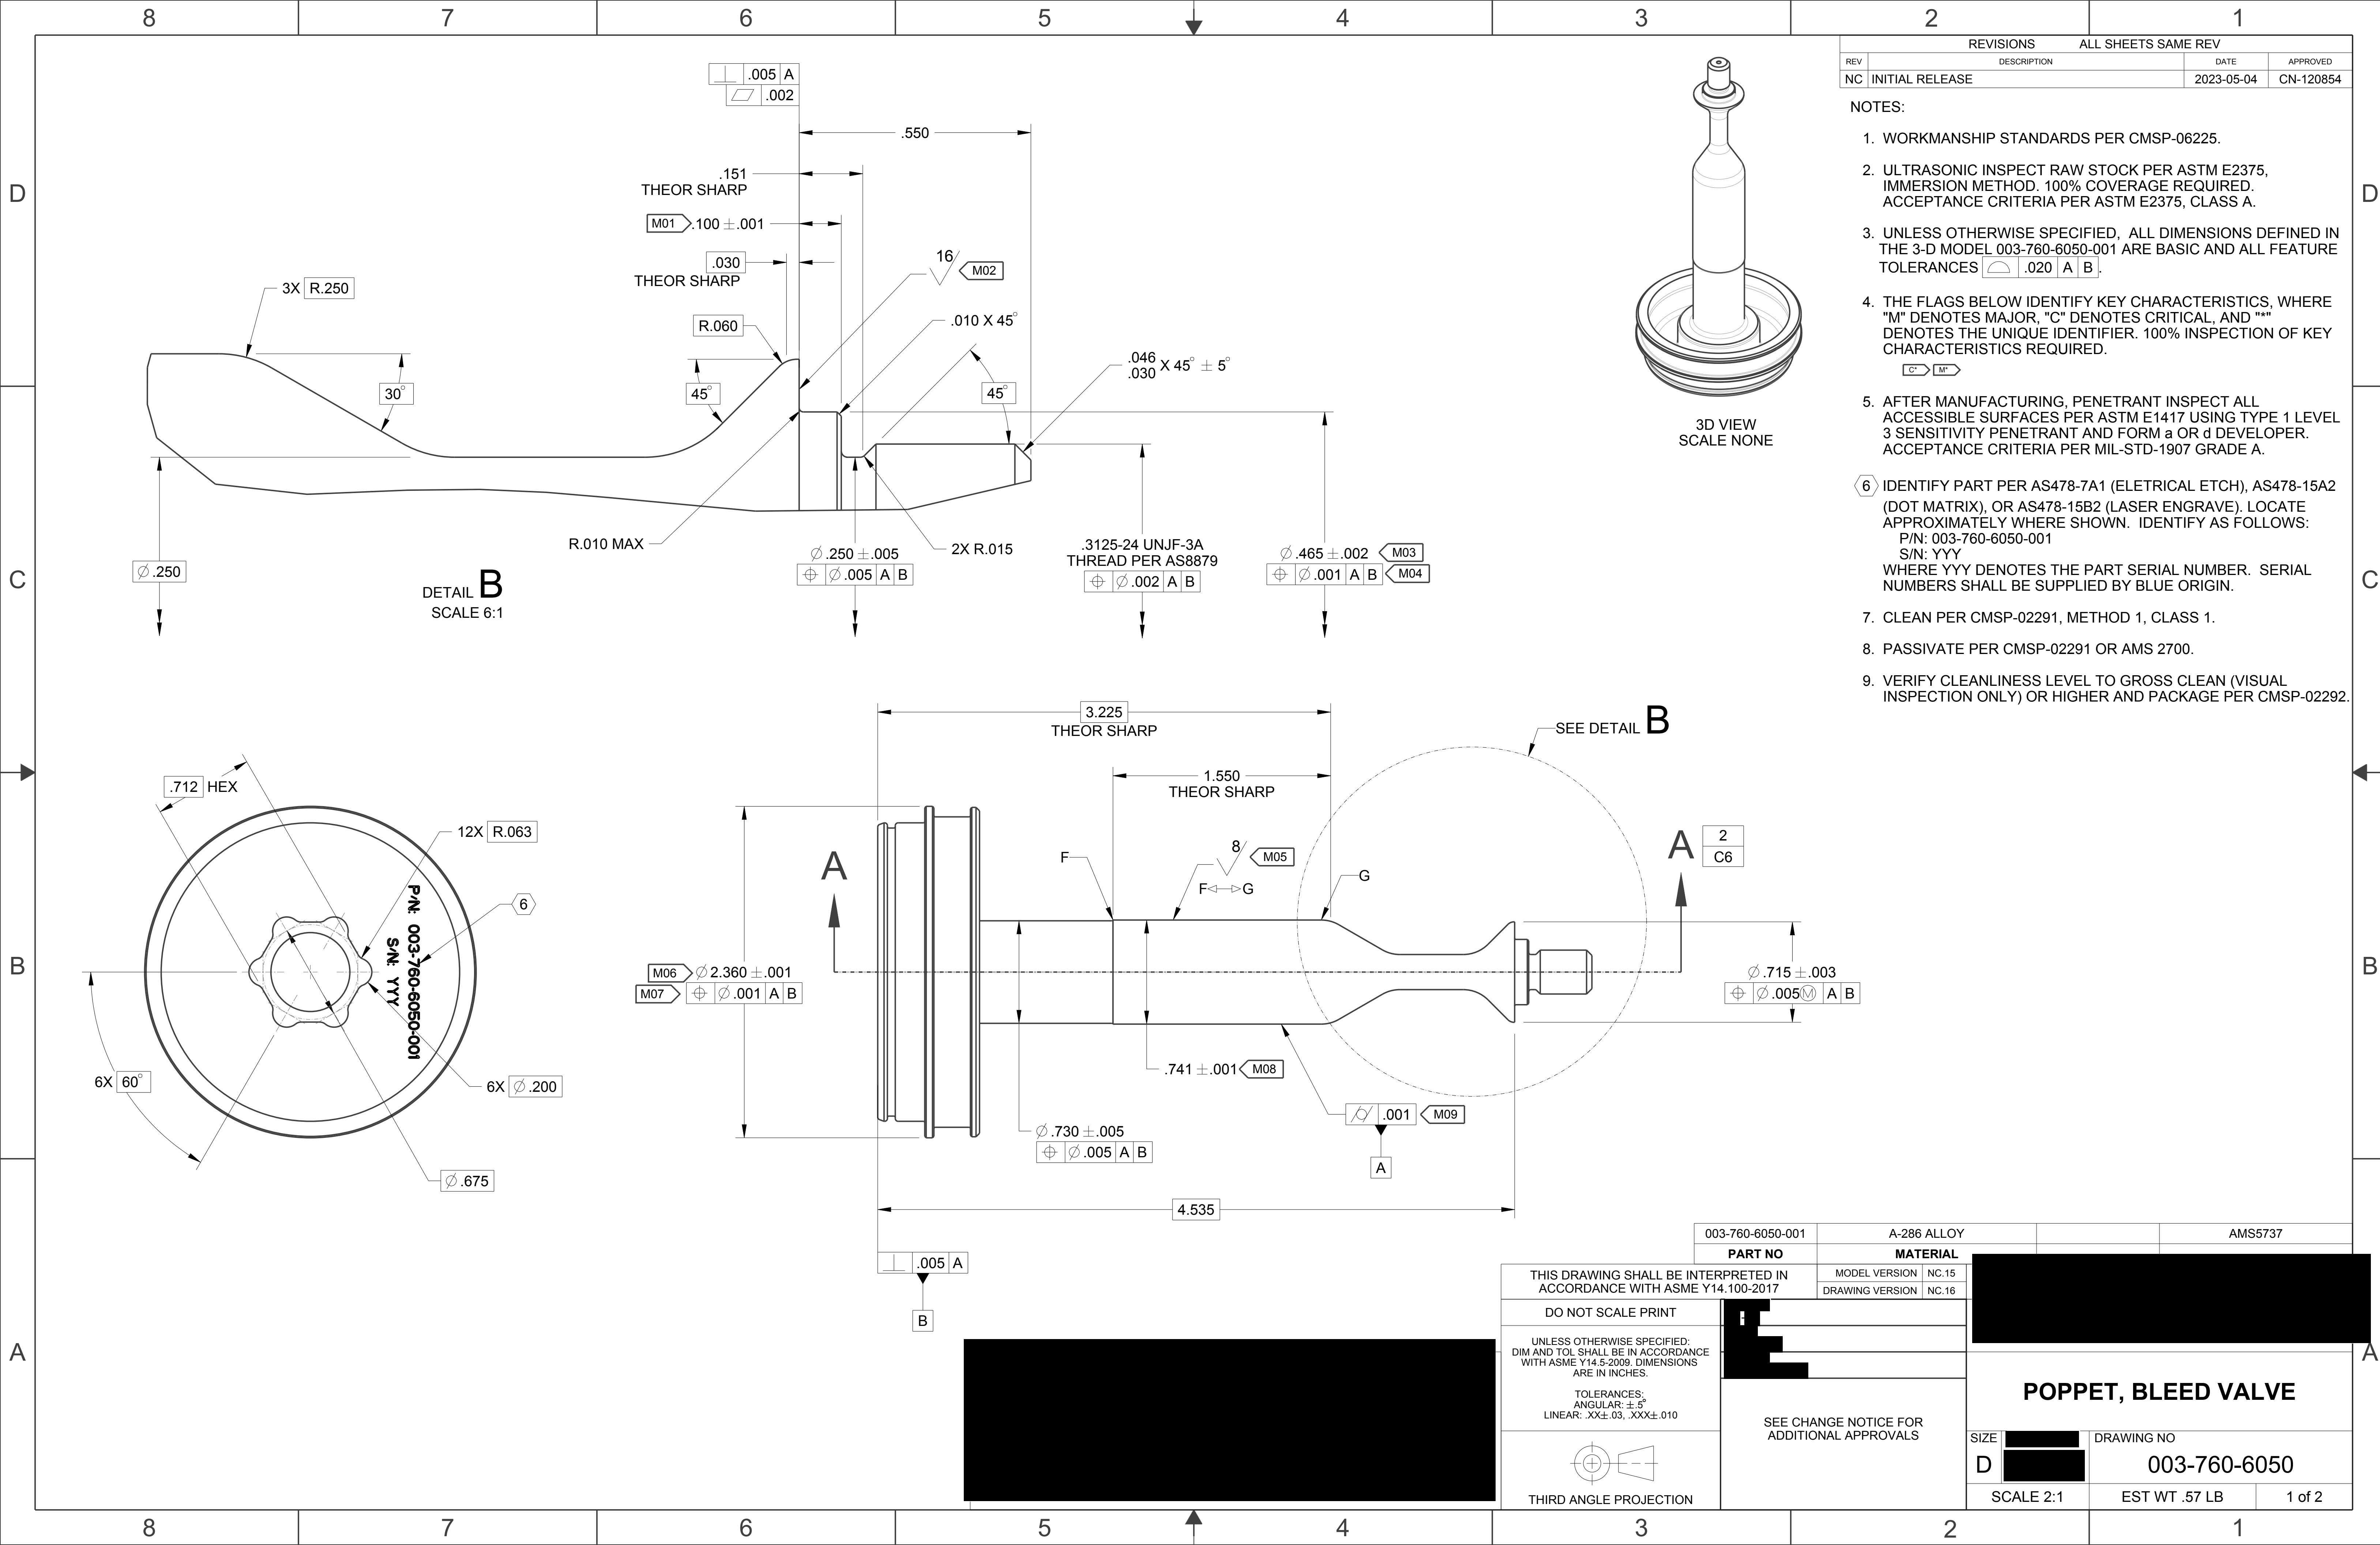 8 7 6 5 4 3 2 1
D
C
B
A
REVISIONS ALL SHEETS SAME REV
REV DESCRIPTION DATE APPROVED
NC INITIAL RELEASE 2023-05-04 CN-120854
NOTES:
1. WORKMANSHIP STANDARDS PER CMSP-06225.
2. ULTRASONIC INSPECT RAW STOCK PER ASTM E2375,
IMMERSION METHOD. 100% COVERAGE REQUIRED.
ACCEPTANCE CRITERIA PER ASTM E2375, CLASS A.
3. UNLESS OTHERWISE SPECIFIED, ALL DIMENSIONS DEFINED IN
THE 3-D MODEL 003-760-6050-001 ARE BASIC AND ALL FEATURE
TOLERANCES ⌓ .020 A B .
4. THE FLAGS BELOW IDENTIFY KEY CHARACTERISTICS, WHERE
"M" DENOTES MAJOR, "C" DENOTES CRITICAL, AND "*"
DENOTES THE UNIQUE IDENTIFIER. 100% INSPECTION OF KEY
CHARACTERISTICS REQUIRED.
C* M*
5. AFTER MANUFACTURING, PENETRANT INSPECT ALL
ACCESSIBLE SURFACES PER ASTM E1417 USING TYPE 1 LEVEL
3 SENSITIVITY PENETRANT AND FORM a OR d DEVELOPER.
ACCEPTANCE CRITERIA PER MIL-STD-1907 GRADE A.
6 IDENTIFY PART PER AS478-7A1 (ELETRICAL ETCH), AS478-15A2
(DOT MATRIX), OR AS478-15B2 (LASER ENGRAVE). LOCATE
APPROXIMATELY WHERE SHOWN. IDENTIFY AS FOLLOWS:
P/N: 003-760-6050-001
S/N: YYY
WHERE YYY DENOTES THE PART SERIAL NUMBER. SERIAL
NUMBERS SHALL BE SUPPLIED BY BLUE ORIGIN.
7. CLEAN PER CMSP-02291, METHOD 1, CLASS 1.
8. PASSIVATE PER CMSP-02291 OR AMS 2700.
9. VERIFY CLEANLINESS LEVEL TO GROSS CLEAN (VISUAL
INSPECTION ONLY) OR HIGHER AND PACKAGE PER CMSP-02292.
⊥ .005 A
⏥ .002
.550
.151
THEOR SHARP
M01 .100 ±.001
.030
THEOR SHARP
16 M02
3X R.250
R.060
.010 X 45°
.046
.030 X 45° ± 5°
30°
45°
45°
R.010 MAX
2X R.015
⌀.250
⌀.250 ±.005
⌖ ⌀.005 A B
.3125-24 UNJF-3A
THREAD PER AS8879
⌖ ⌀.002 A B
⌀.465 ±.002 M03
⌖ ⌀.001 A B M04
DETAIL B
SCALE 6:1
3D VIEW
SCALE NONE
.712 HEX
12X R.063
6
P/N: 003-760-6050-001
S/N: YYY
6X 60°
6X ⌀.200
⌀.675
3.225
THEOR SHARP
SEE DETAIL B
1.550
THEOR SHARP
8 M05
F
F G
G
A
A
2
C6
M06 ⌀2.360 ±.001
M07 ⌖ ⌀.001 A B
⌀.715 ±.003
⌖ ⌀.005Ⓜ A B
.741 ±.001 M08
⌭ .001 M09
A
⌀.730 ±.005
⌖ ⌀.005 A B
4.535
⊥ .005 A
B
003-760-6050-001 A-286 ALLOY AMS5737
PART NO MATERIAL
THIS DRAWING SHALL BE INTERPRETED IN
ACCORDANCE WITH ASME Y14.100-2017
MODEL VERSION NC.15
DRAWING VERSION NC.16
DO NOT SCALE PRINT
UNLESS OTHERWISE SPECIFIED:
DIM AND TOL SHALL BE IN ACCORDANCE
WITH ASME Y14.5-2009. DIMENSIONS
ARE IN INCHES.
TOLERANCES:
ANGULAR: ±.5°
LINEAR: .XX±.03, .XXX±.010
THIRD ANGLE PROJECTION
SEE CHANGE NOTICE FOR
ADDITIONAL APPROVALS
POPPET, BLEED VALVE
SIZE
D
DRAWING NO
003-760-6050
SCALE 2:1 EST WT .57 LB 1 of 2
D
C
B
A
8 7 6 5 4 3 2 1